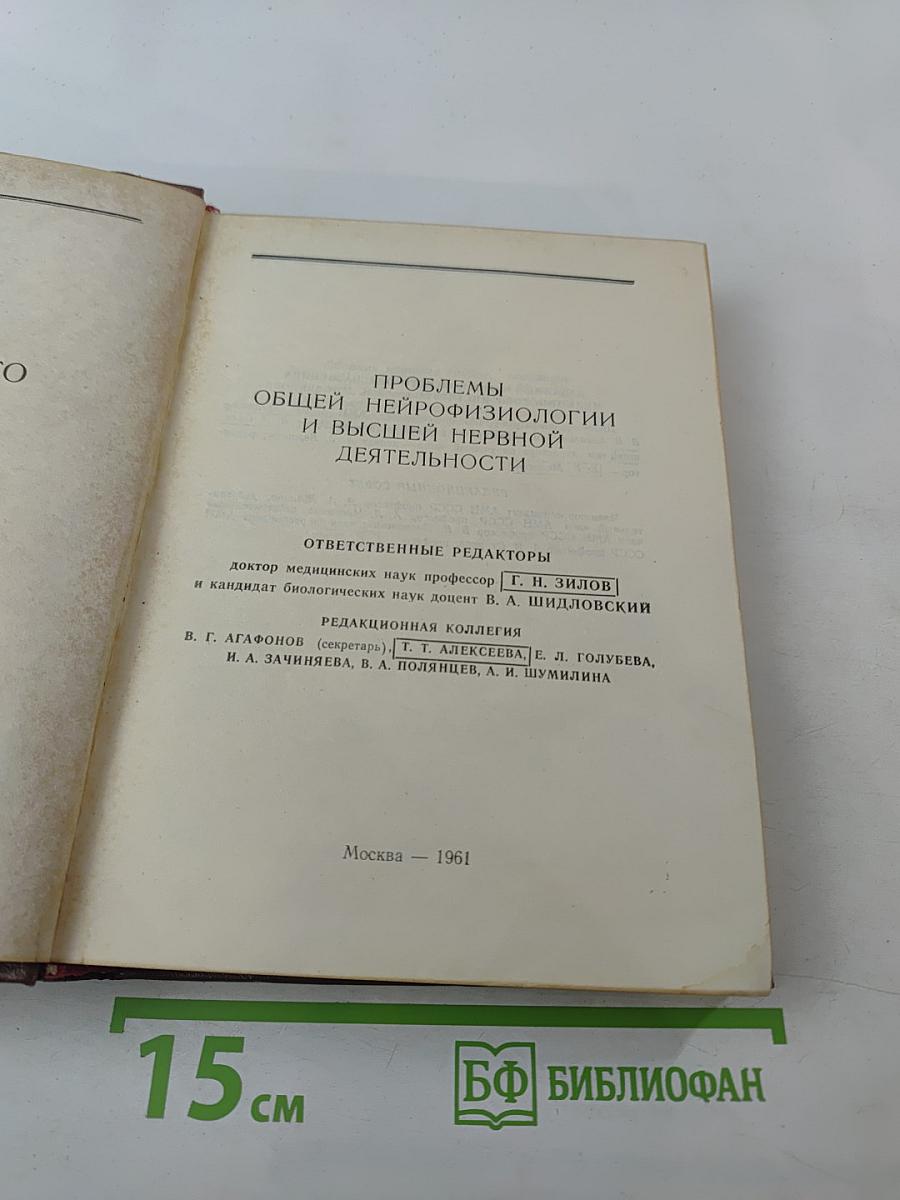 ГО
ПРОБЛЕМЫ
ОБЩЕЙ НЕЙРОФИЗИОЛОГИИ
И ВЫСШЕЙ НЕРВНОЙ
ДЕЯТЕЛЬНОСТИ
ОТВЕТСТВЕННЫЕ РЕДАКТОРЫ
доктор медицинских наук профессор Г. Н. ЗИЛОВ
и кандидат биологических наук доцент В. А. ШИДЛОВСКИЙ
РЕДАКЦИОННАЯ КОЛЛЕГИЯ
В. Г. АГАФОНОВ (секретарь), Т. Т. АЛЕКСЕЕВА, Е. Л. ГОЛУБЕВА,
И. А. ЗАЧИНЯЕВА, В. А. ПОЛЯНЦЕВ, А. И. ШУМИЛИНА
Москва — 1961
15 см
БФ БИБЛИОФАН